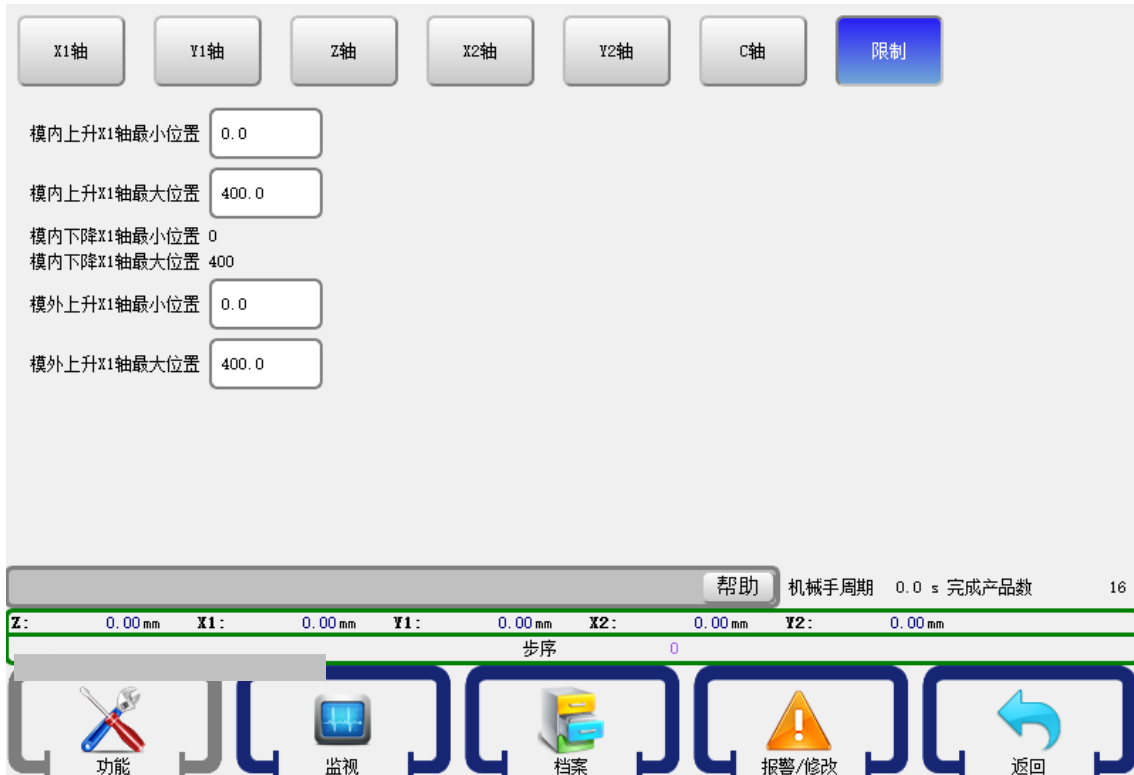 X1轴 Y1轴 Z轴 X2轴 Y2轴 C轴 限制
模内上升X1轴最小位置 0.0
模内上升X1轴最大位置 400.0
模内下降X1轴最小位置 0
模内下降X1轴最大位置 400
模外上升X1轴最小位置 0.0
模外上升X1轴最大位置 400.0
帮助 机械手周期 0.0 s 完成产品数 16
Z: 0.00mm X1: 0.00mm Y1: 0.00mm X2: 0.00mm Y2: 0.00mm
步序 0
功能 监视 档案 报警/修改 返回